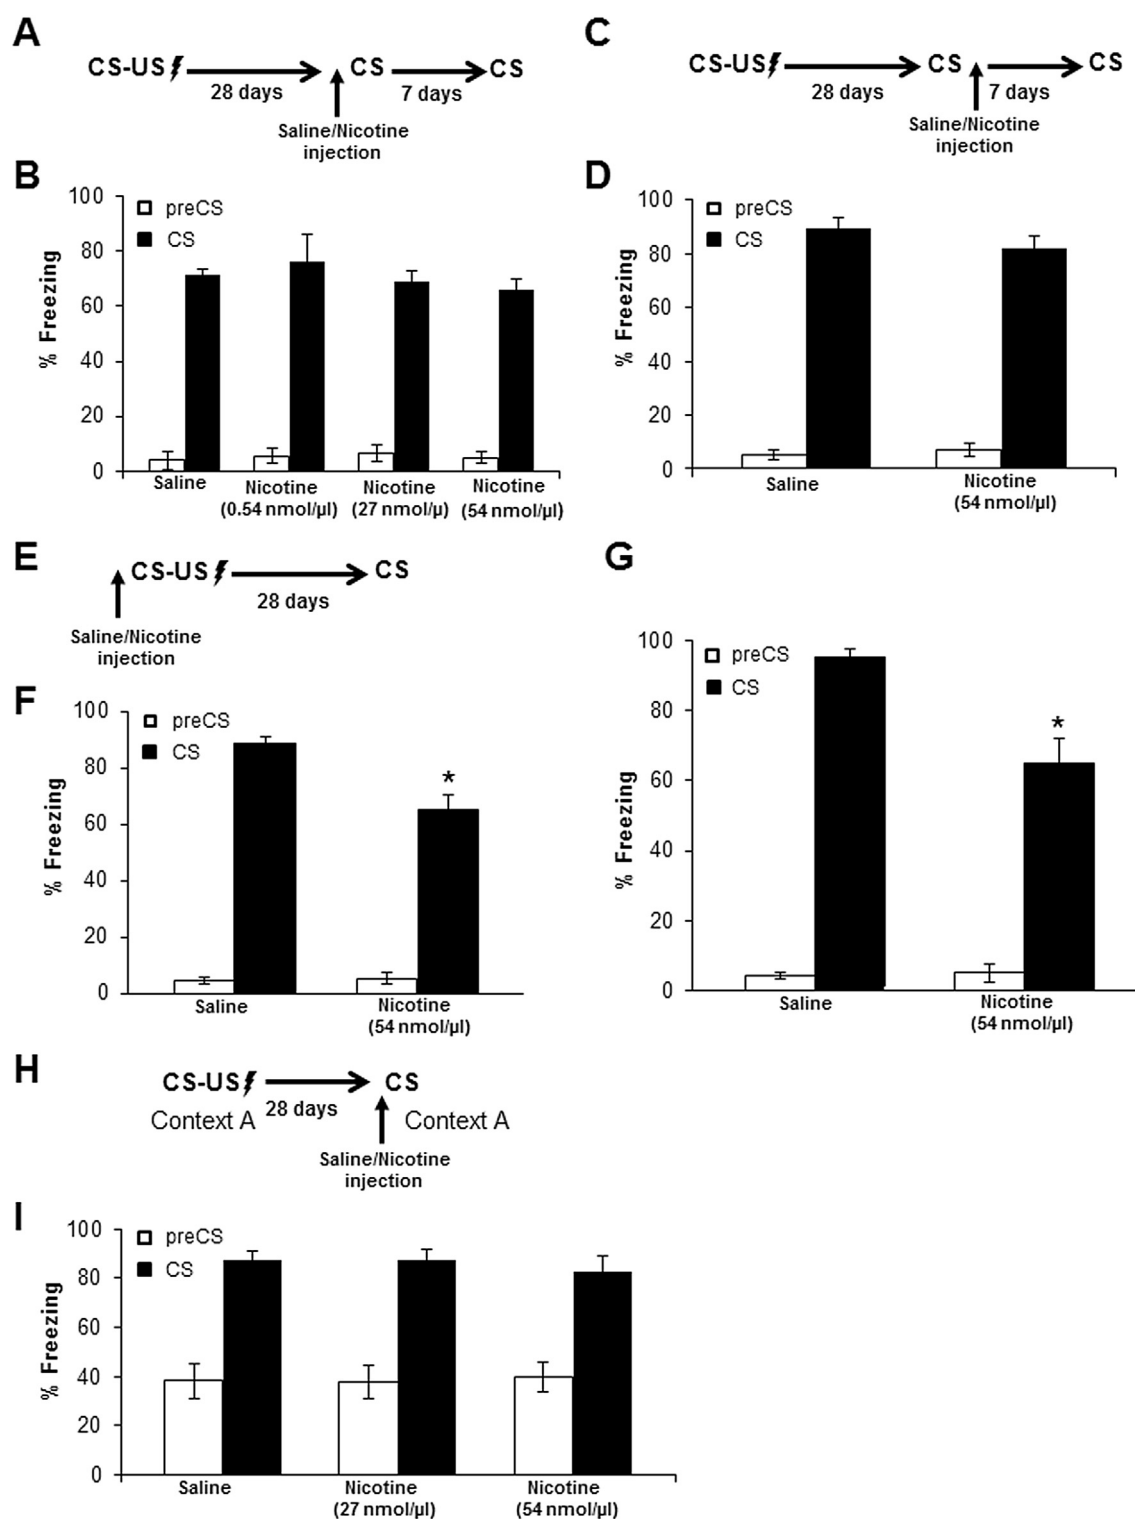 A
CS-US
28 days
CS
7 days
CS
Saline/Nicotine
injection
C
CS-US
28 days
CS
7 days
CS
Saline/Nicotine
injection
B
100
80
60
40
20
0
% Freezing
preCS
CS
Saline
Nicotine
(0.54 nmol/µl)
Nicotine
(27 nmol/µ)
Nicotine
(54 nmol/µl)
D
100
80
60
40
20
0
% Freezing
preCS
CS
Saline
Nicotine
(54 nmol/µl)
E
CS-US
28 days
CS
Saline/Nicotine
injection
F
100
80
60
40
20
0
% Freezing
preCS
CS
*
Saline
Nicotine
(54 nmol/µl)
G
100
80
60
40
20
0
% Freezing
preCS
CS
*
Saline
Nicotine
(54 nmol/µl)
H
CS-US
28 days
CS
Context A
Context A
Saline/Nicotine
injection
I
100
80
60
40
20
0
% Freezing
preCS
CS
Saline
Nicotine
(27 nmol/µl)
Nicotine
(54 nmol/µl)